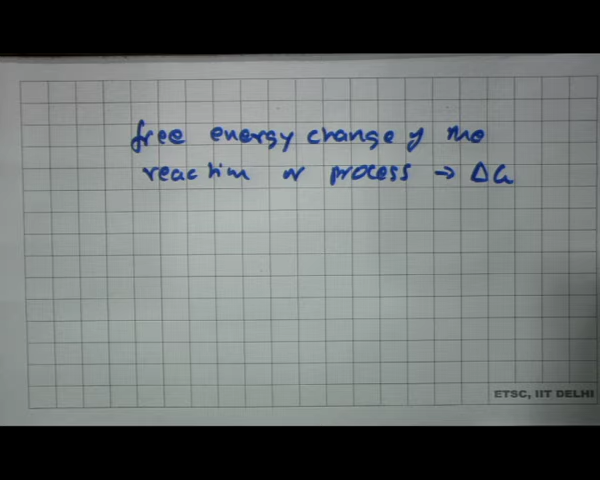 free energy change of the
reaction or process → ΔG
ETSC, IIT DELHI